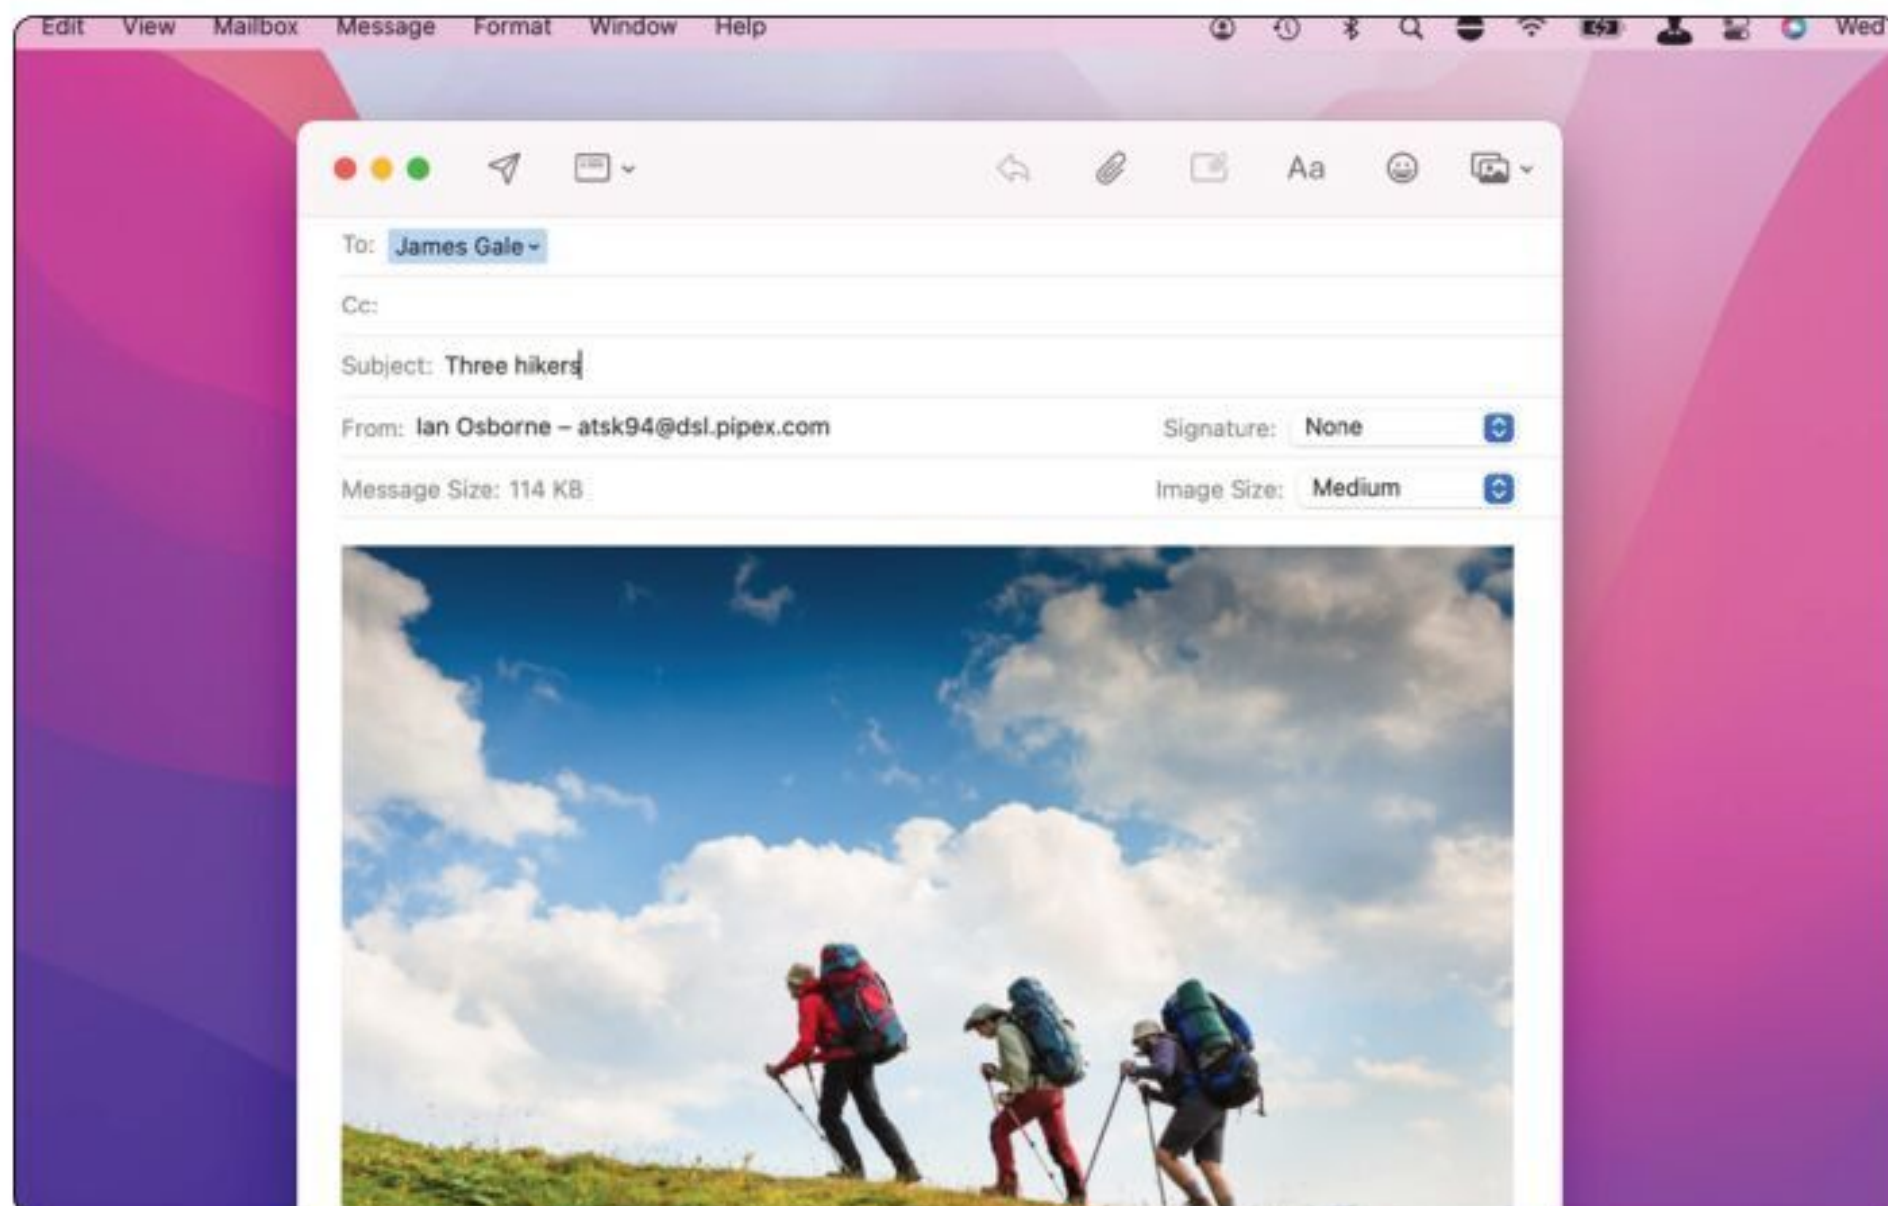 Edit View Mailbox Message Format Window Help Wed
Aa
To: James Gale
Cc:
Subject: Three hikers
From: Ian Osborne – atsk94@dsl.pipex.com Signature: None
Message Size: 114 KB Image Size: Medium